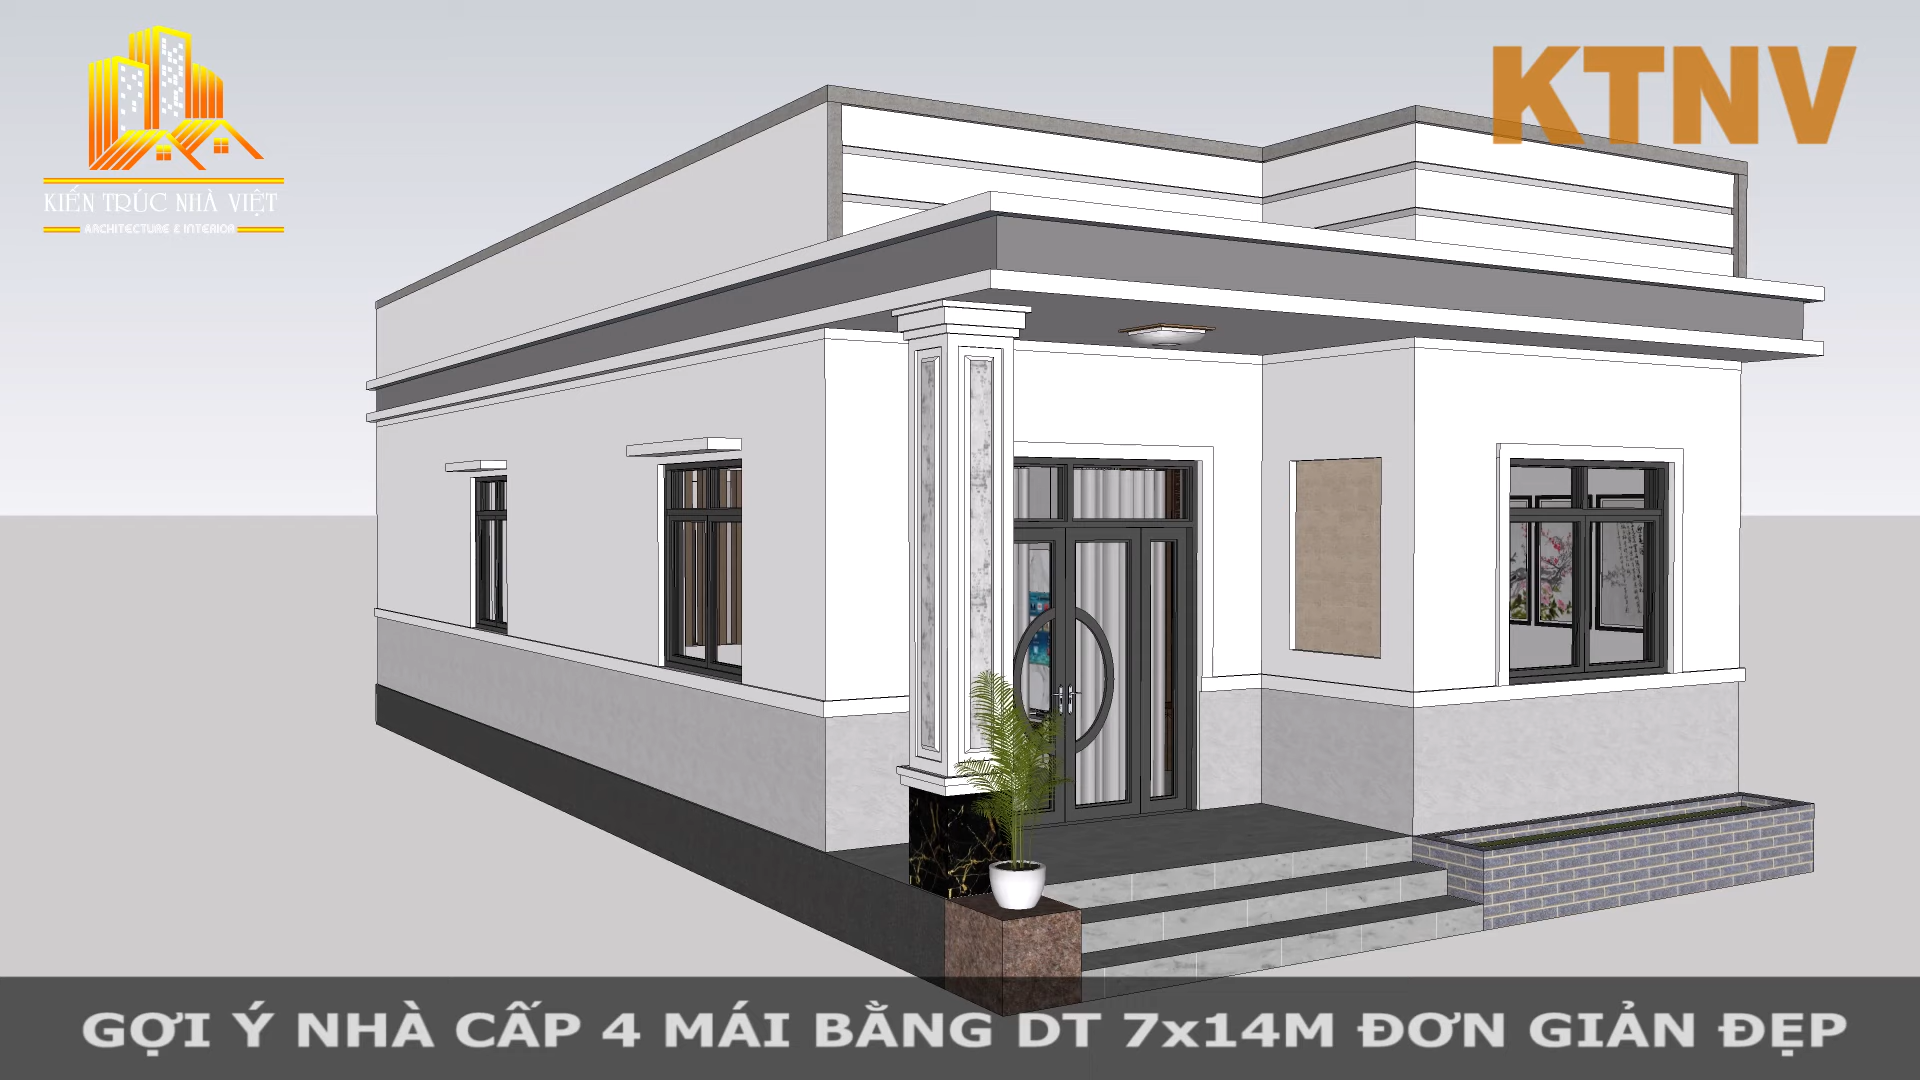 KTNV
KIẾN TRÚC NHÀ VIỆT
ARCHITECTURE & INTERIOR
GỢI Ý NHÀ CẤP 4 MÁI BẰNG DT 7x14M ĐƠN GIẢN ĐẸP